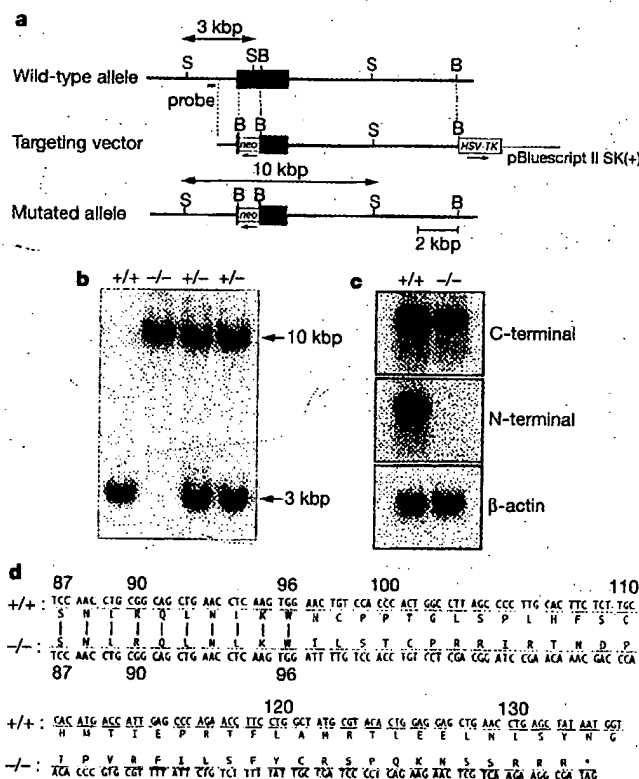 a
3 kbp
S SB S B
Wild-type allele
probe
B B S B
Targeting vector neo HSV-TK pBluescript II SK(+)
10 kbp
S B B S B
Mutated allele neo
2 kbp
b +/+ –/– +/– +/–
10 kbp
3 kbp
c +/+ –/–
C-terminal
N-terminal
β-actin
d
87 90 96 100 110
+/+ : TCC AAC CTG CGG CAG CTG AAC CTC AAG TGG AAC TGT CCA CCC ACT GGC CTT AGC CCC TTG CAC TTC TCT TGC
S N L R Q L N L K W N C P P T G L S P L H F S C
–/– : S N L R Q L N L K W I L S T C P R R I R T N D P
TCC AAC CTG CGG CAG CTG AAC CTC AAG TGG ATT TTG TCC ACC TGT CCT CGA CGG ATC CGA ACA AAC GAC CCA
87 90 96
120 130
+/+ : CAC ATG ACC ATT GAG CCC AGA ACC TTC CTG GCT ATG CGT ACA CTG GAG GAG CTG AAC CTG AGC TAT AAT GGT
H M T I E P R T F L A M R T L E E L N L S Y N G
–/– : T P V R F I L S F Y C R S P Q K N S S R R R *
ACA CCC GTG CGT TTT ATT CTG TCT TTT TAT TGC CGA TCC CAG AAG AAC TCG TCA AGA AGG CGA TAG